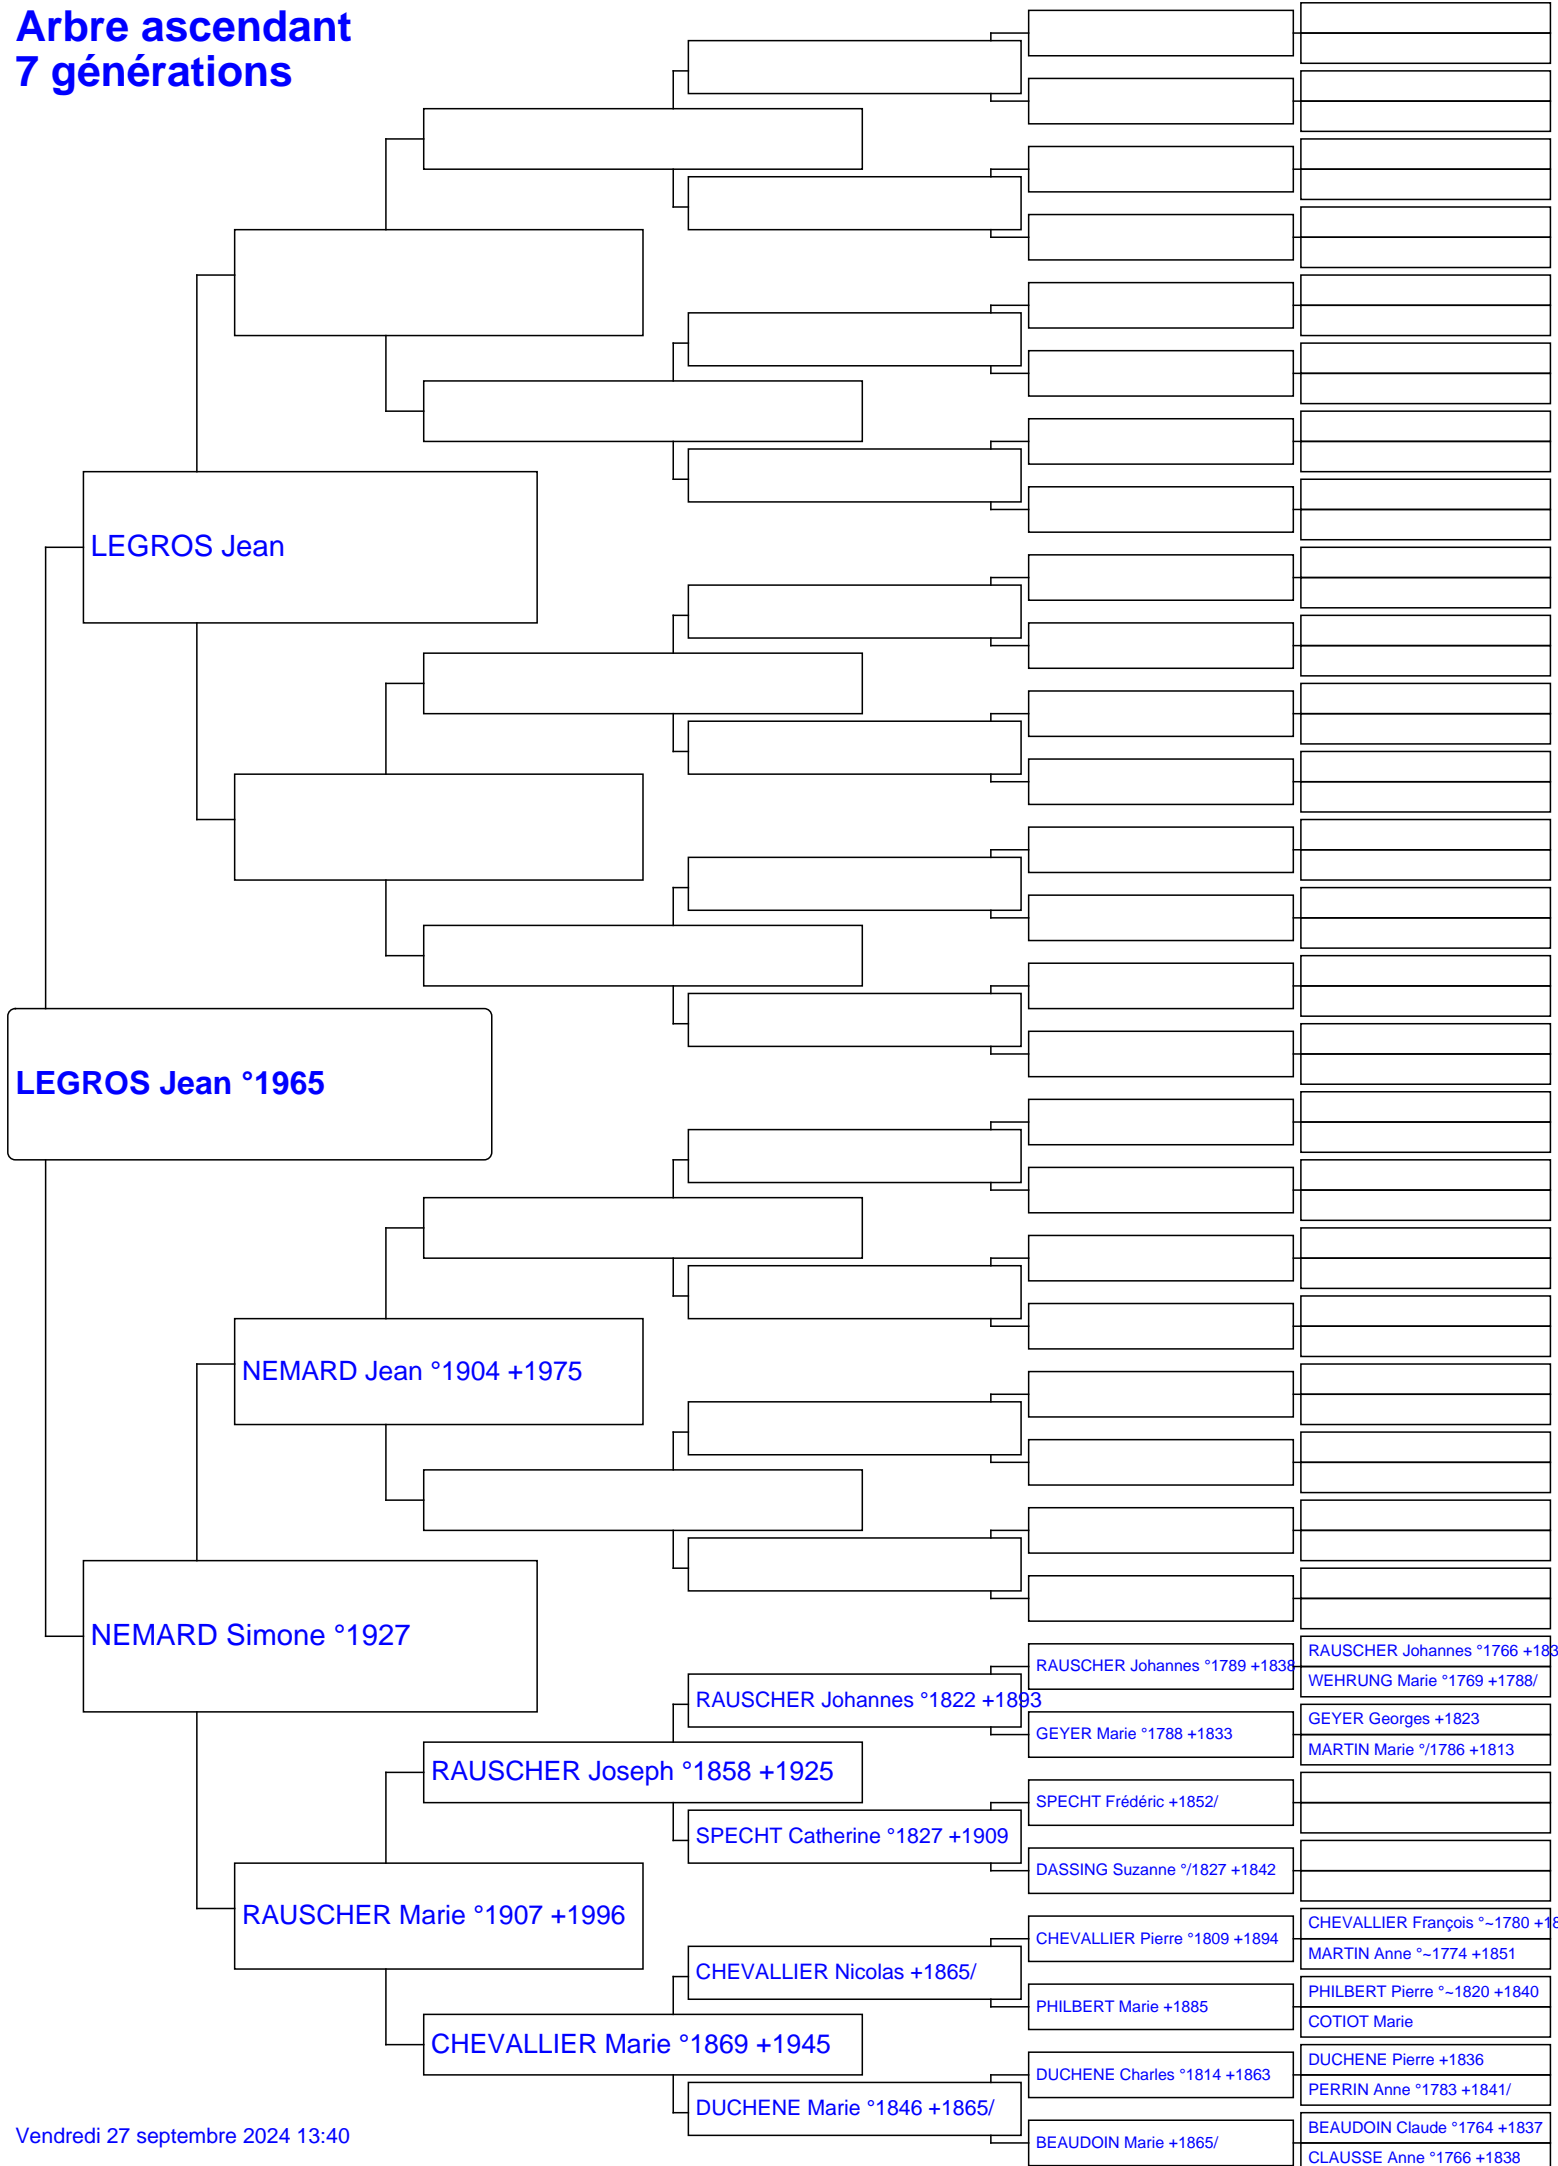 Arbre ascendant
7 générations
LEGROS Jean
LEGROS Jean °1965
NEMARD Jean °1904 +1975
NEMARD Simone °1927
RAUSCHER Johannes °1766 +183
RAUSCHER Johannes °1789 +1838
WEHRUNG Marie °1769 +1788/
RAUSCHER Johannes °1822 +1893
GEYER Georges +1823
GEYER Marie °1788 +1833
MARTIN Marie °/1786 +1813
RAUSCHER Joseph °1858 +1925
SPECHT Frédéric +1852/
SPECHT Catherine °1827 +1909
DASSING Suzanne °/1827 +1842
RAUSCHER Marie °1907 +1996
CHEVALLIER François °~1780 +18
CHEVALLIER Pierre °1809 +1894
MARTIN Anne °~1774 +1851
CHEVALLIER Nicolas +1865/
PHILBERT Pierre °~1820 +1840
PHILBERT Marie +1885
COTIOT Marie
CHEVALLIER Marie °1869 +1945
DUCHENE Pierre +1836
DUCHENE Charles °1814 +1863
PERRIN Anne °1783 +1841/
DUCHENE Marie °1846 +1865/
BEAUDOIN Claude °1764 +1837
BEAUDOIN Marie +1865/
CLAUSSE Anne °1766 +1838
Vendredi 27 septembre 2024 13:40